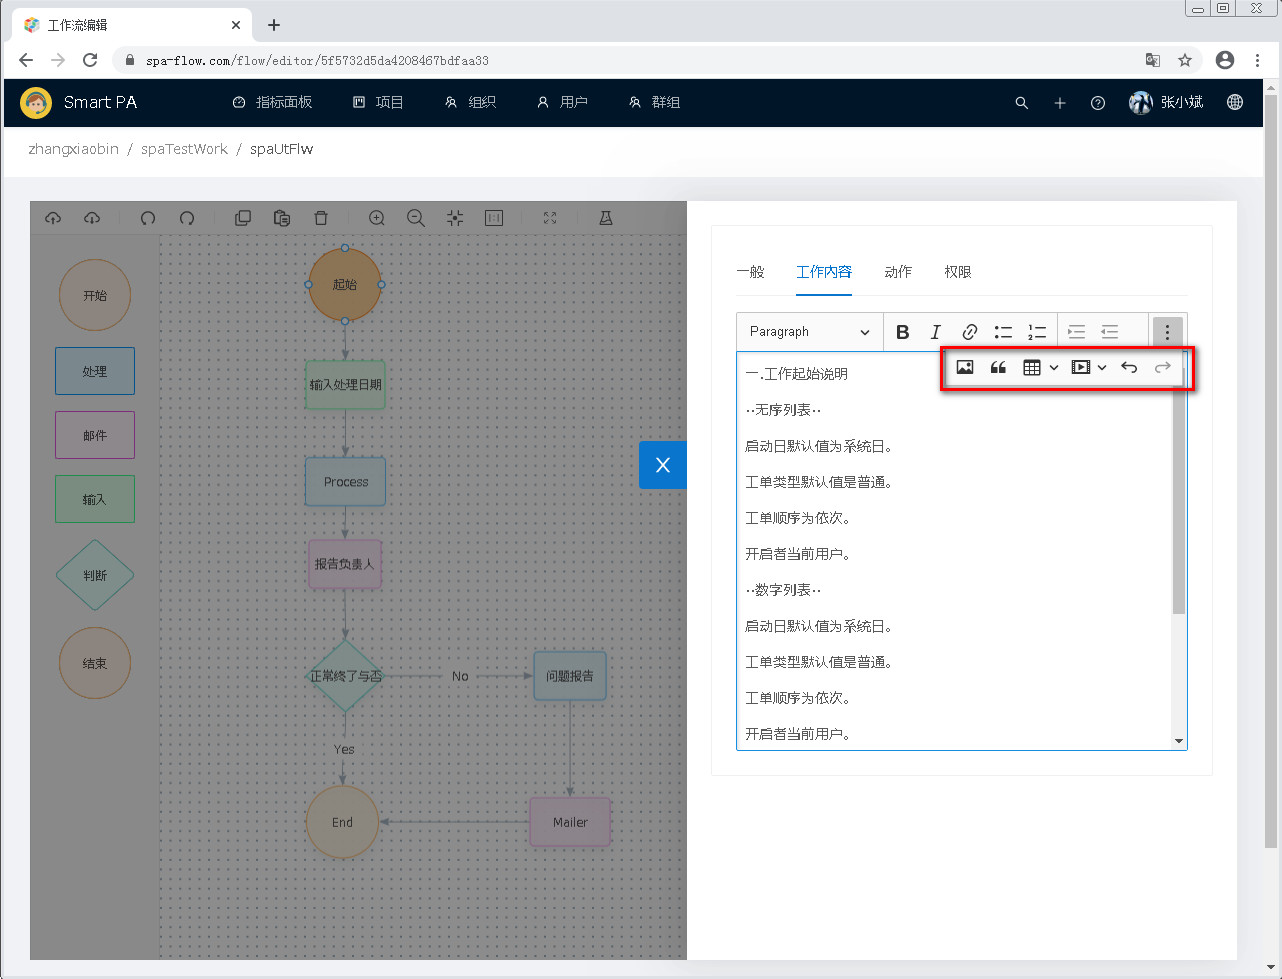 工作流编辑
spa-flow.com/flow/editor/5f5732d5da4208467bdfaa33
Smart PA
指标面板
项目
组织
用户
群组
张小斌
zhangxiaobin / spaTestWork / spaUtFlw
开始
处理
邮件
输入
判断
结束
起始
输入处理日期
Process
报告负责人
正常终了与否
No
问题报告
Yes
End
Mailer
X
一般
工作内容
动作
权限
Paragraph
B
I
一.工作起始说明
··无序列表··
启动日默认值为系统日。
工单类型默认值是普通。
工单顺序为依次。
开启者当前用户。
··数字列表··
启动日默认值为系统日。
工单类型默认值是普通。
工单顺序为依次。
开启者当前用户。